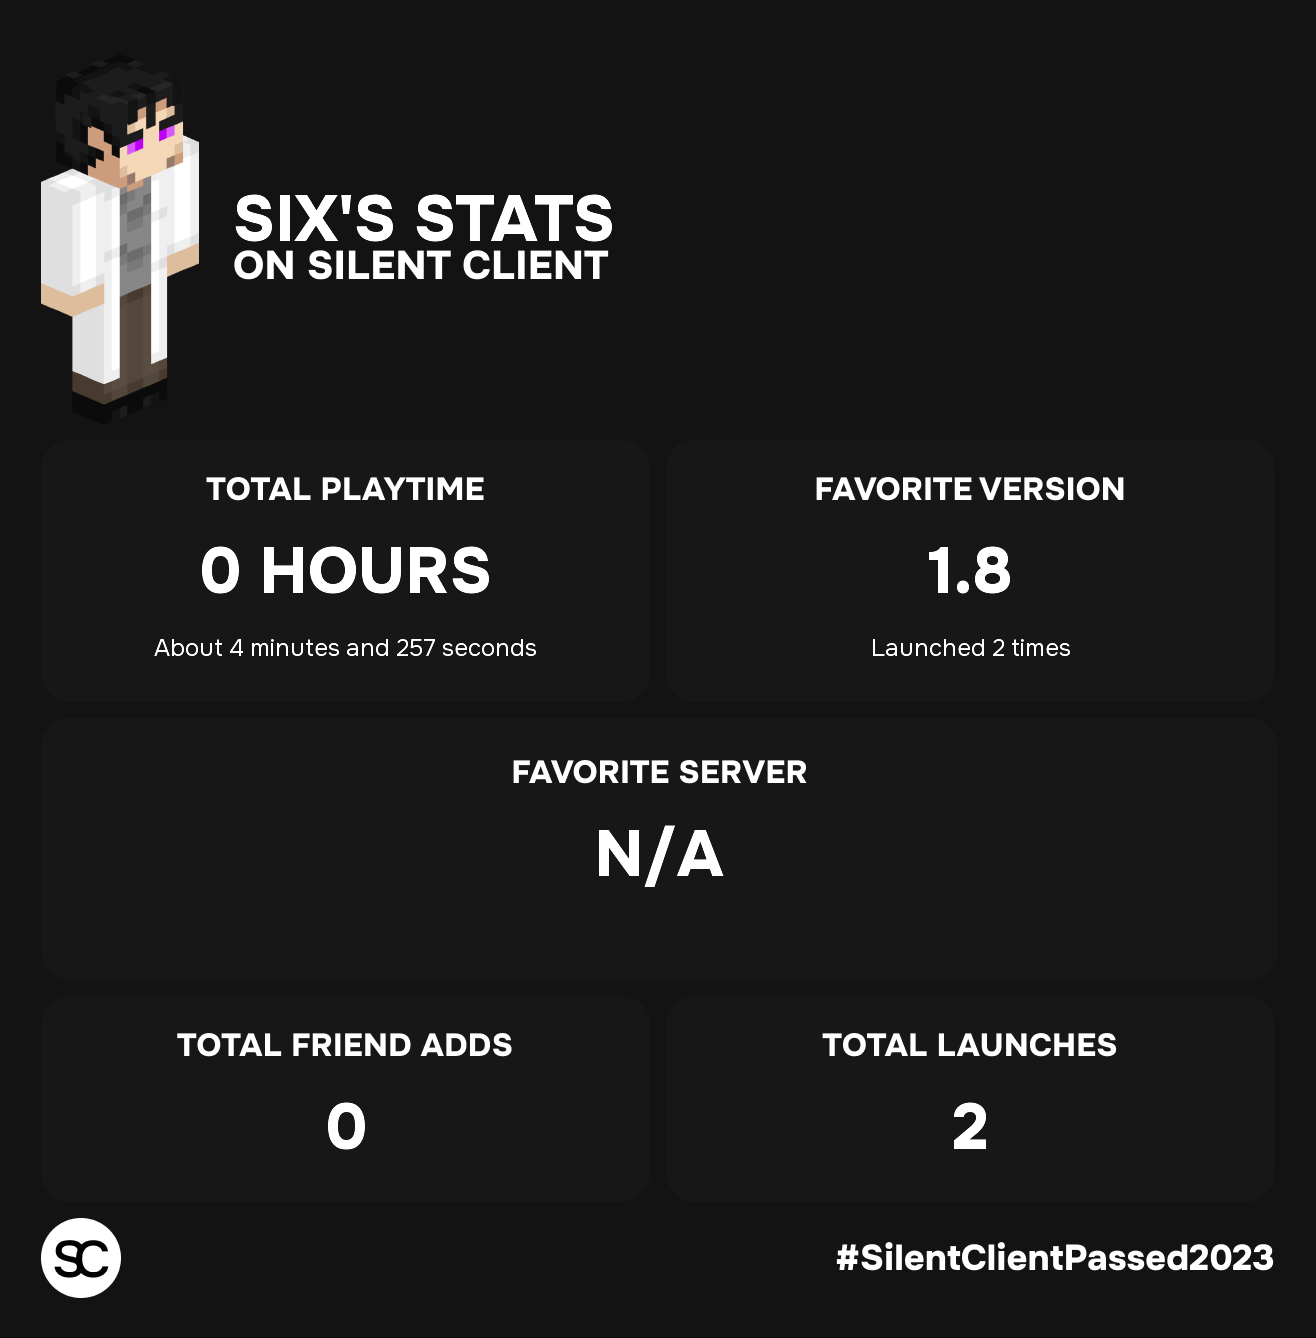 SIX'S STATS
ON SILENT CLIENT
TOTAL PLAYTIME
0 HOURS
About 4 minutes and 257 seconds
FAVORITE VERSION
1.8
Launched 2 times
FAVORITE SERVER
N/A
TOTAL FRIEND ADDS
0
TOTAL LAUNCHES
2
SC
#SilentClientPassed2023